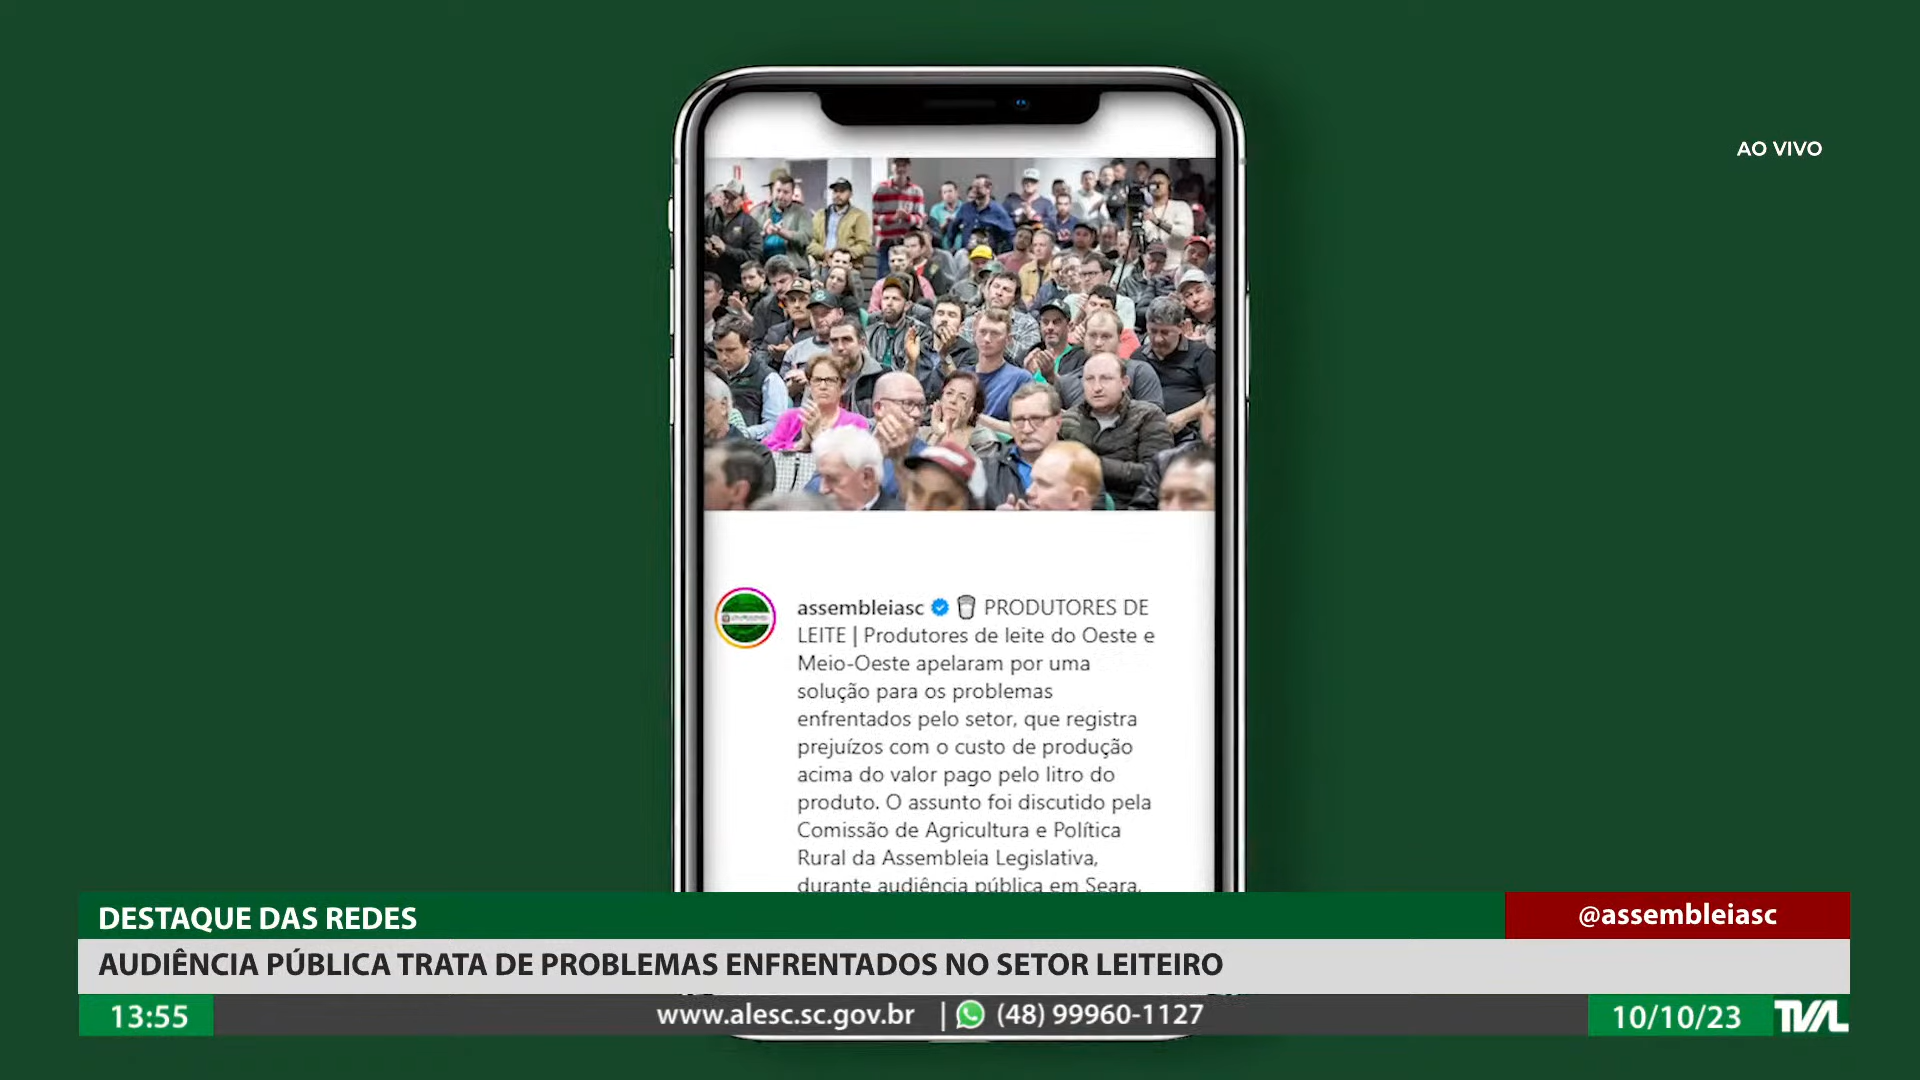 AO VIVO
assembleiasc PRODUTORES DE
LEITE | Produtores de leite do Oeste e
Meio-Oeste apelaram por uma
solução para os problemas
enfrentados pelo setor, que registra
prejuízos com o custo de produção
acima do valor pago pelo litro do
produto. O assunto foi discutido pela
Comissão de Agricultura e Política
Rural da Assembleia Legislativa,
durante audiência pública em Seara,
DESTAQUE DAS REDES
@assembleiasc
AUDIÊNCIA PÚBLICA TRATA DE PROBLEMAS ENFRENTADOS NO SETOR LEITEIRO
13:55
www.alesc.sc.gov.br | (48) 99960-1127
10/10/23
TVAL